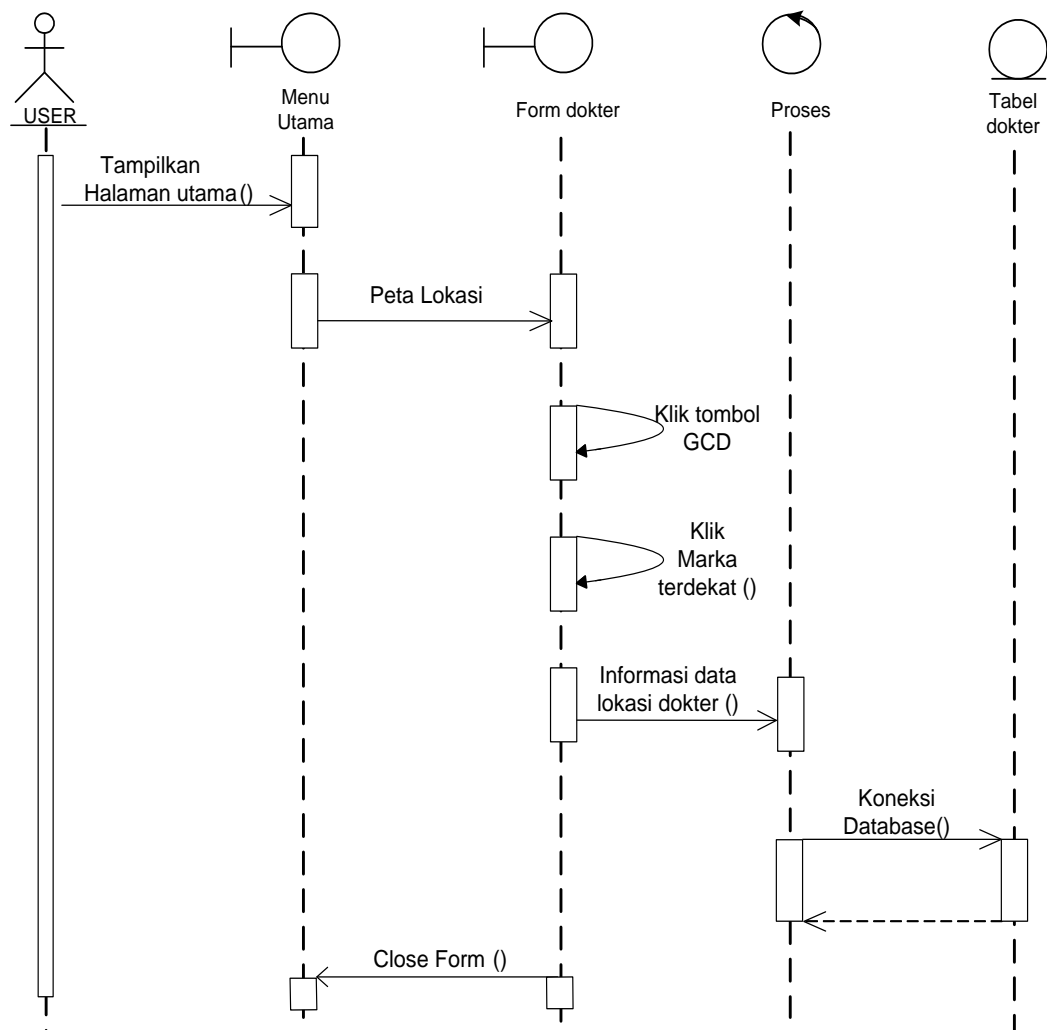 USER
Menu
Utama
Form dokter
Proses
Tabel
dokter
Tampilkan
Halaman utama()
Peta Lokasi
Klik tombol
GCD
Klik
Marka
terdekat ()
Informasi data
lokasi dokter ()
Koneksi
Database()
Close Form ()